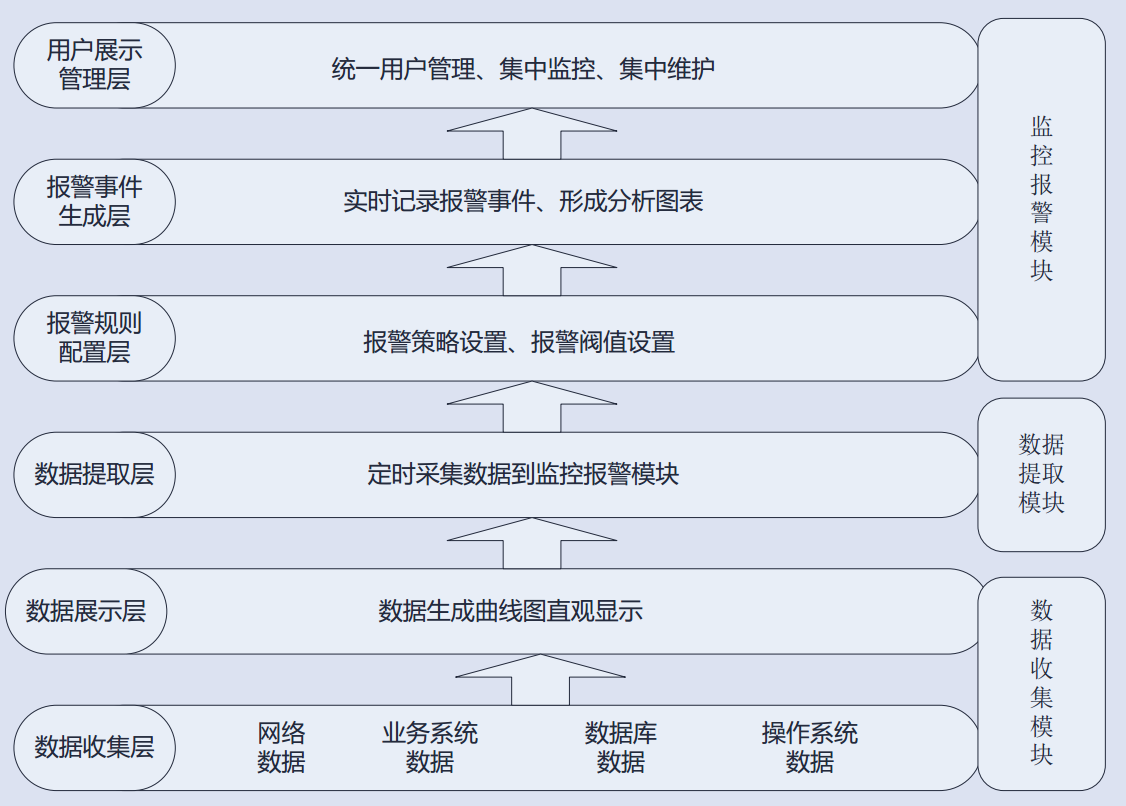 用户展示
管理层
统一用户管理、集中监控、集中维护
报警事件
生成层
实时记录报警事件、形成分析图表
报警规则
配置层
报警策略设置、报警阀值设置
监
控
报
警
模
块
数据提取层
定时采集数据到监控报警模块
数据
提取
模块
数据展示层
数据生成曲线图直观显示
数据收集层
网络
数据
业务系统
数据
数据库
数据
操作系统
数据
数
据
收
集
模
块